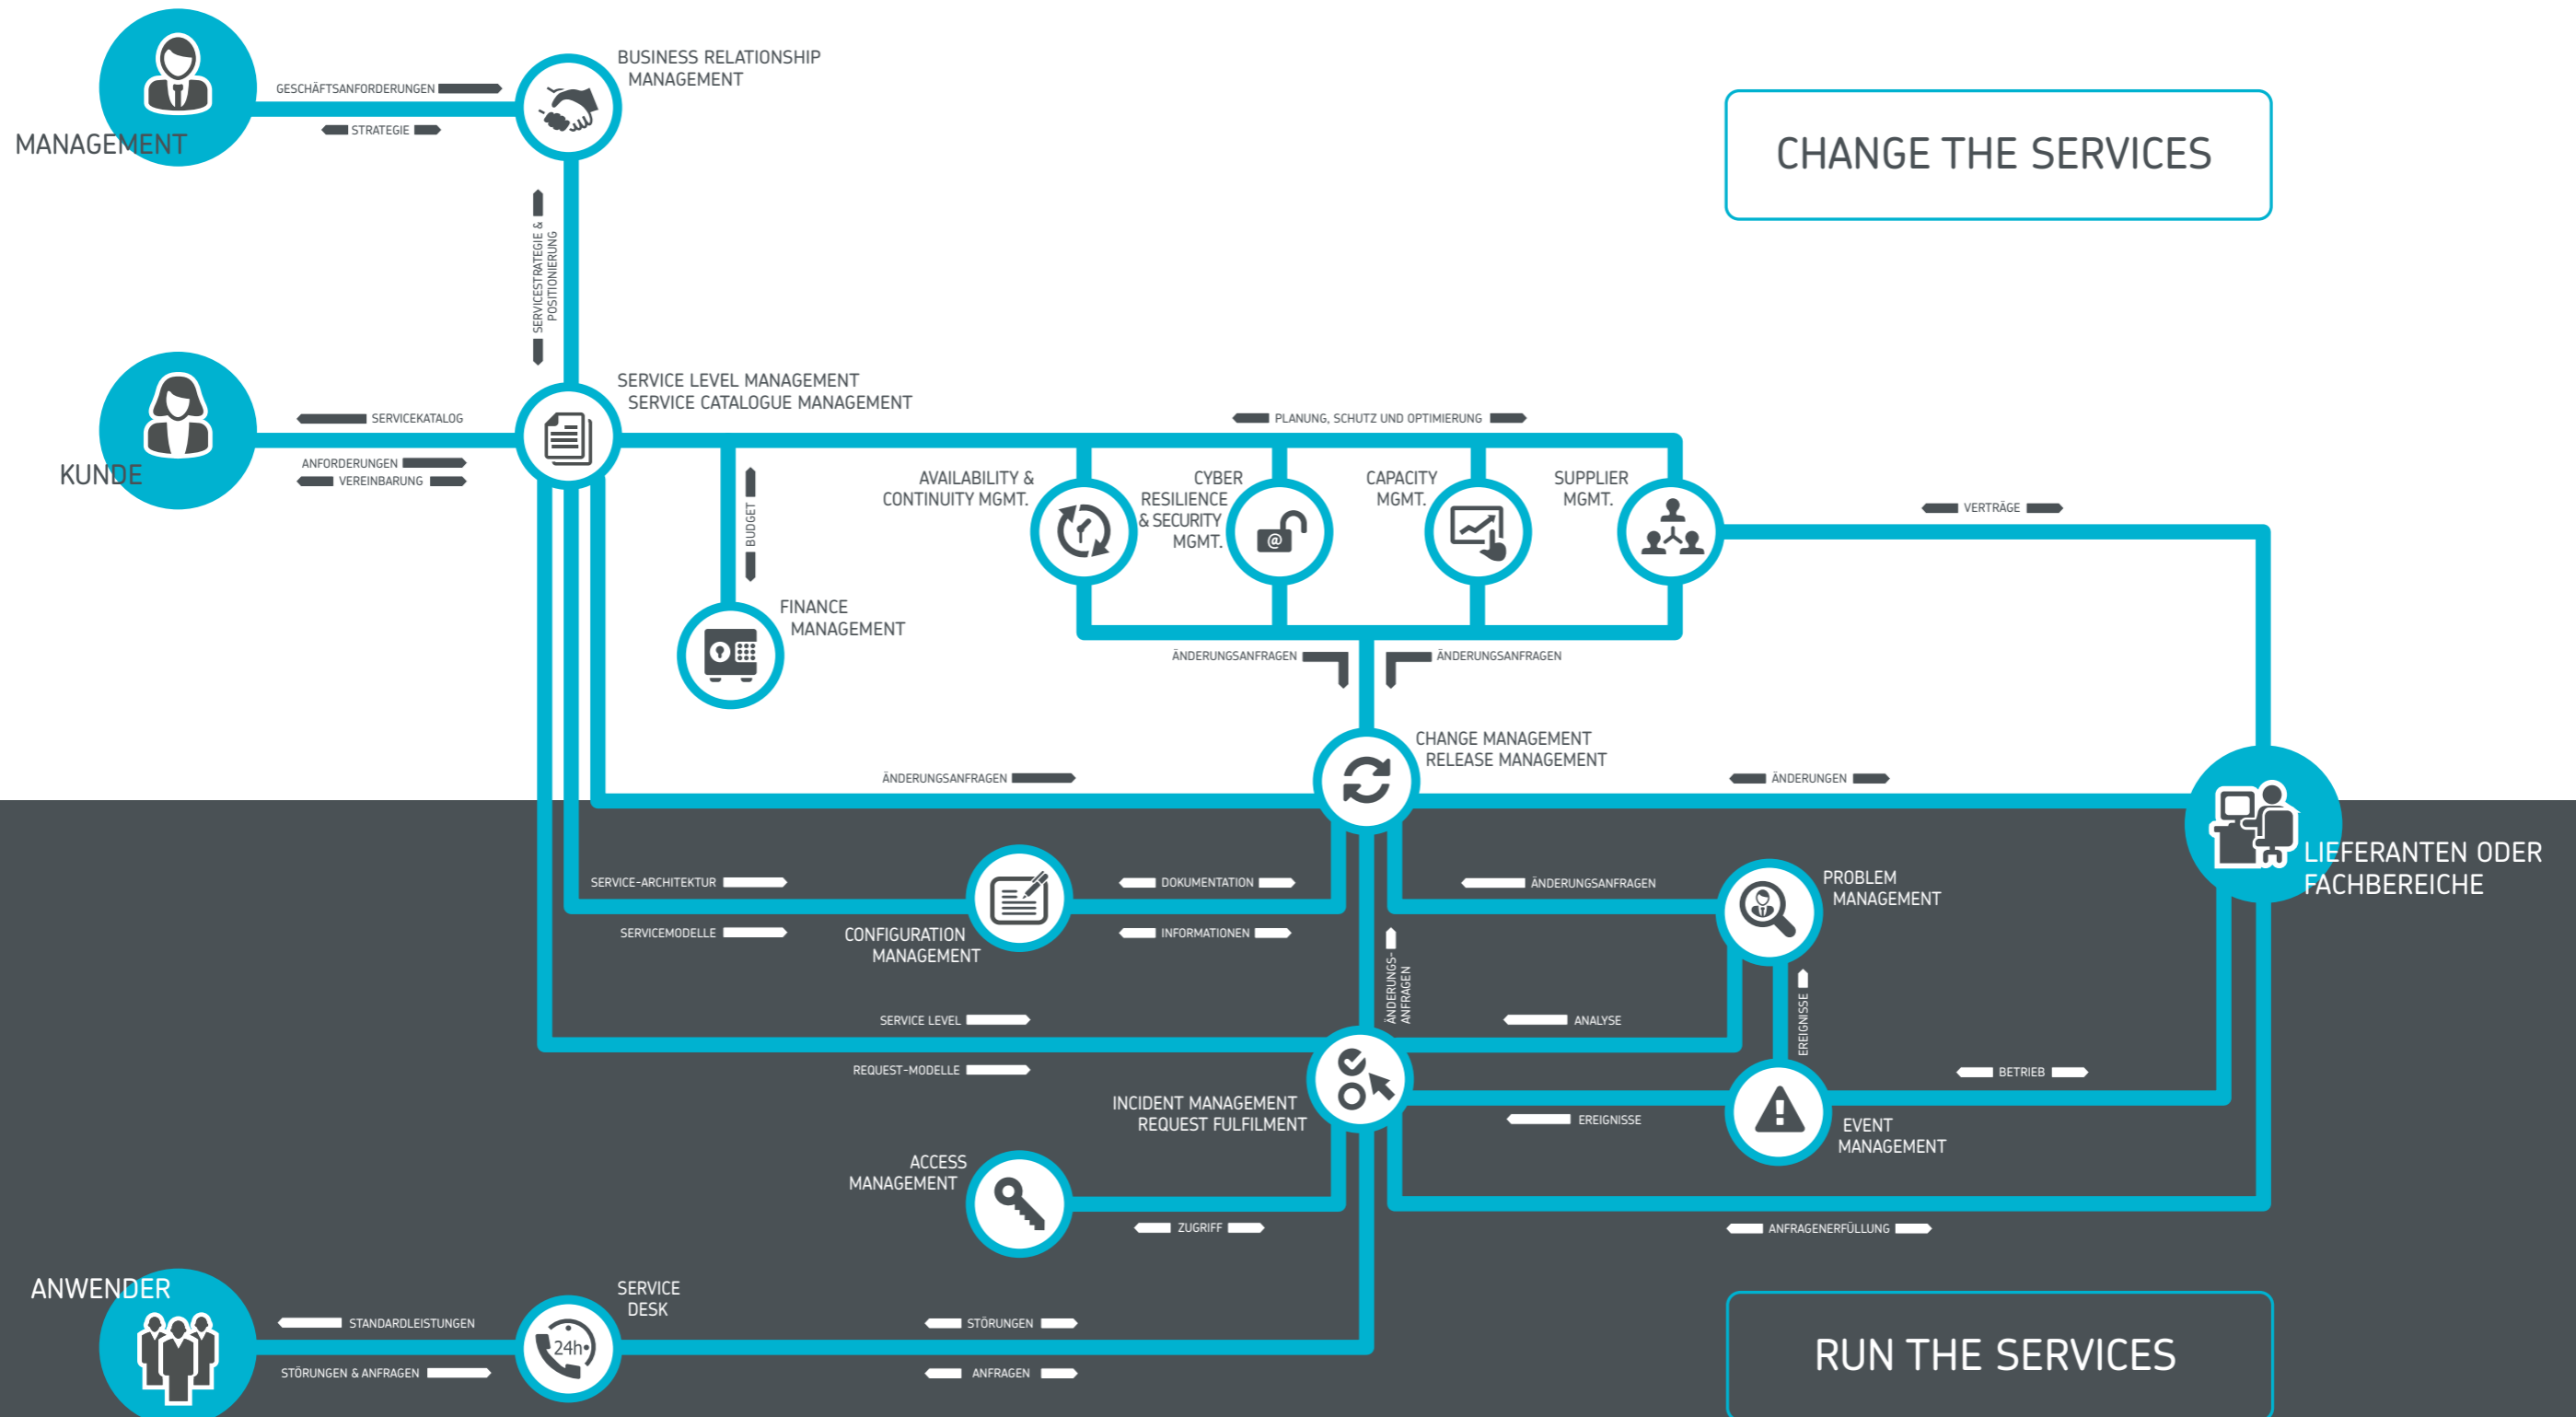 BUSINESS RELATIONSHIP
MANAGEMENT
GESCHÄFTSANFORDERUNGEN
STRATEGIE
MANAGEMENT
CHANGE THE SERVICES
SERVICESTRATEGIE &
POSITIONIERUNG
SERVICE LEVEL MANAGEMENT
SERVICE CATALOGUE MANAGEMENT
SERVICEKATALOG
ANFORDERUNGEN
VEREINBARUNG
KUNDE
PLANUNG, SCHUTZ UND OPTIMIERUNG
BUDGET
AVAILABILITY &
CONTINUITY MGMT.
CYBER
RESILIENCE
& SECURITY
MGMT.
@
CAPACITY
MGMT.
SUPPLIER
MGMT.
VERTRÄGE
FINANCE
MANAGEMENT
ÄNDERUNGSANFRAGEN
ÄNDERUNGSANFRAGEN
CHANGE MANAGEMENT
RELEASE MANAGEMENT
ÄNDERUNGSANFRAGEN
ÄNDERUNGEN
LIEFERANTEN ODER
FACHBEREICHE
SERVICE-ARCHITEKTUR
SERVICEMODELLE
CONFIGURATION
MANAGEMENT
DOKUMENTATION
INFORMATIONEN
ÄNDERUNGSANFRAGEN
PROBLEM
MANAGEMENT
ÄNDERUNGS-
ANFRAGEN
EREIGNISSE
SERVICE LEVEL
REQUEST-MODELLE
ANALYSE
BETRIEB
INCIDENT MANAGEMENT
REQUEST FULFILMENT
EREIGNISSE
EVENT
MANAGEMENT
ACCESS
MANAGEMENT
ZUGRIFF
ANFRAGENERFÜLLUNG
ANWENDER
SERVICE
DESK
24h
STANDARDLEISTUNGEN
STÖRUNGEN & ANFRAGEN
STÖRUNGEN
ANFRAGEN
RUN THE SERVICES